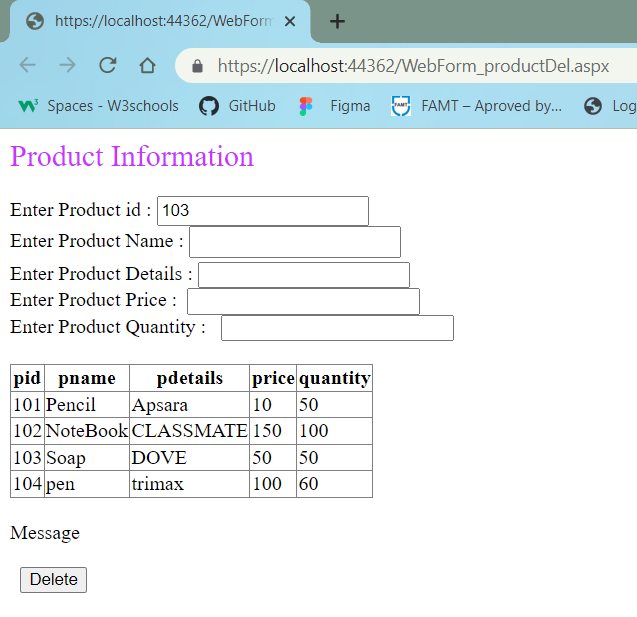 https://localhost:44362/WebForm
https://localhost:44362/WebForm_productDel.aspx
Spaces - W3schools GitHub Figma FAMT – Aproved by... Log
Product Information
Enter Product id : 103
Enter Product Name :
Enter Product Details :
Enter Product Price :
Enter Product Quantity :
pid pname pdetails price quantity
101 Pencil Apsara 10 50
102 NoteBook CLASSMATE 150 100
103 Soap DOVE 50 50
104 pen trimax 100 60
Message
Delete